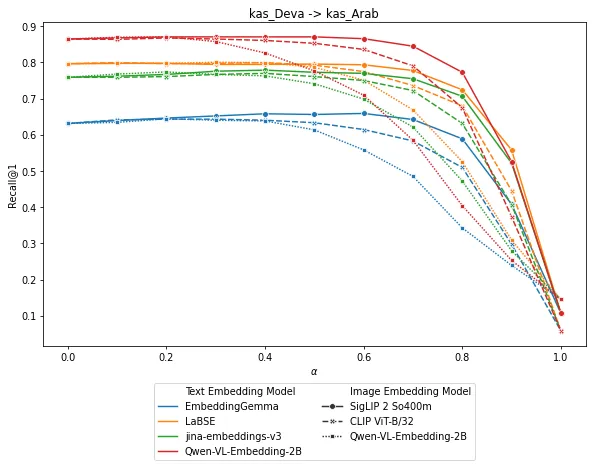 kas_Deva -> kas_Arab
0.9
0.8
0.7
0.6
0.5
0.4
0.3
0.2
0.1
Recall@1
0.0 0.2 0.4 0.6 0.8 1.0
α
Text Embedding Model Image Embedding Model
EmbeddingGemma SigLIP 2 So400m
LaBSE CLIP ViT-B/32
jina-embeddings-v3 Qwen-VL-Embedding-2B
Qwen-VL-Embedding-2B